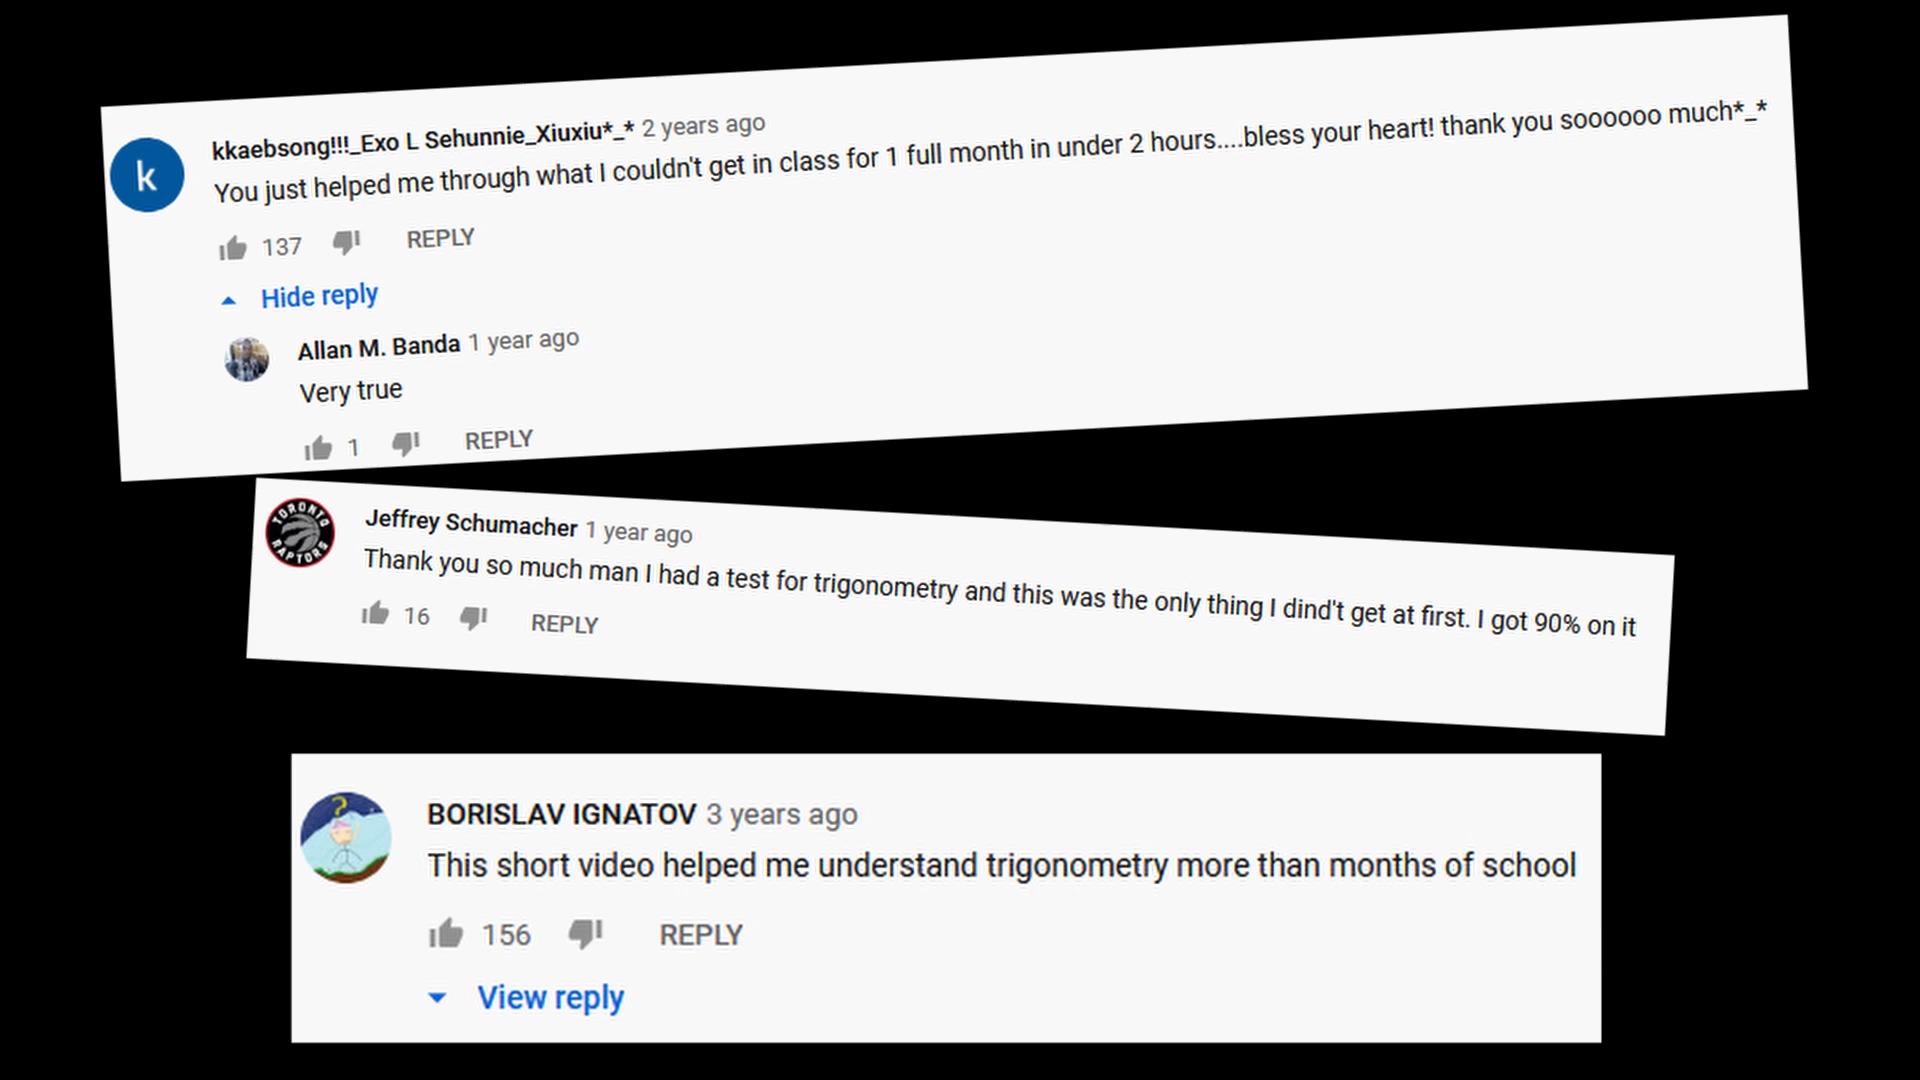 kkaebsong!!!_Exo L Sehunnie_Xiuxiu*_* 2 years ago
You just helped me through what I couldn't get in class for 1 full month in under 2 hours....bless your heart! thank you soooooo much*_*
137 REPLY
Hide reply
Allan M. Banda 1 year ago
Very true
1 REPLY
k
TORONTO
RAPTORS
Jeffrey Schumacher 1 year ago
Thank you so much man I had a test for trigonometry and this was the only thing I dind't get at first. I got 90% on it
16 REPLY
?
BORISLAV IGNATOV 3 years ago
This short video helped me understand trigonometry more than months of school
156 REPLY
View reply